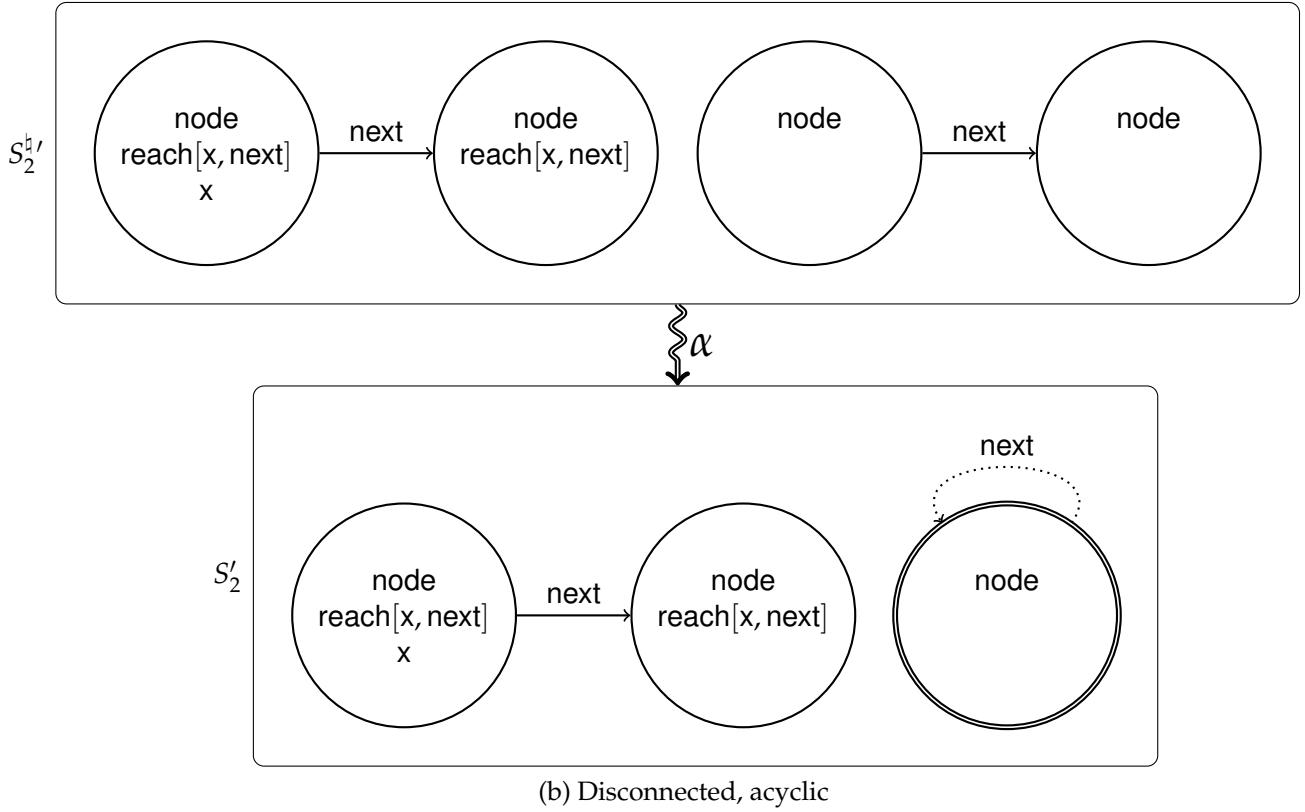 S₂♮′
node
reach[x, next]
x
next
node
reach[x, next]
node
next
node
α
S₂′
node
reach[x, next]
x
next
node
reach[x, next]
next
node
(b) Disconnected, acyclic